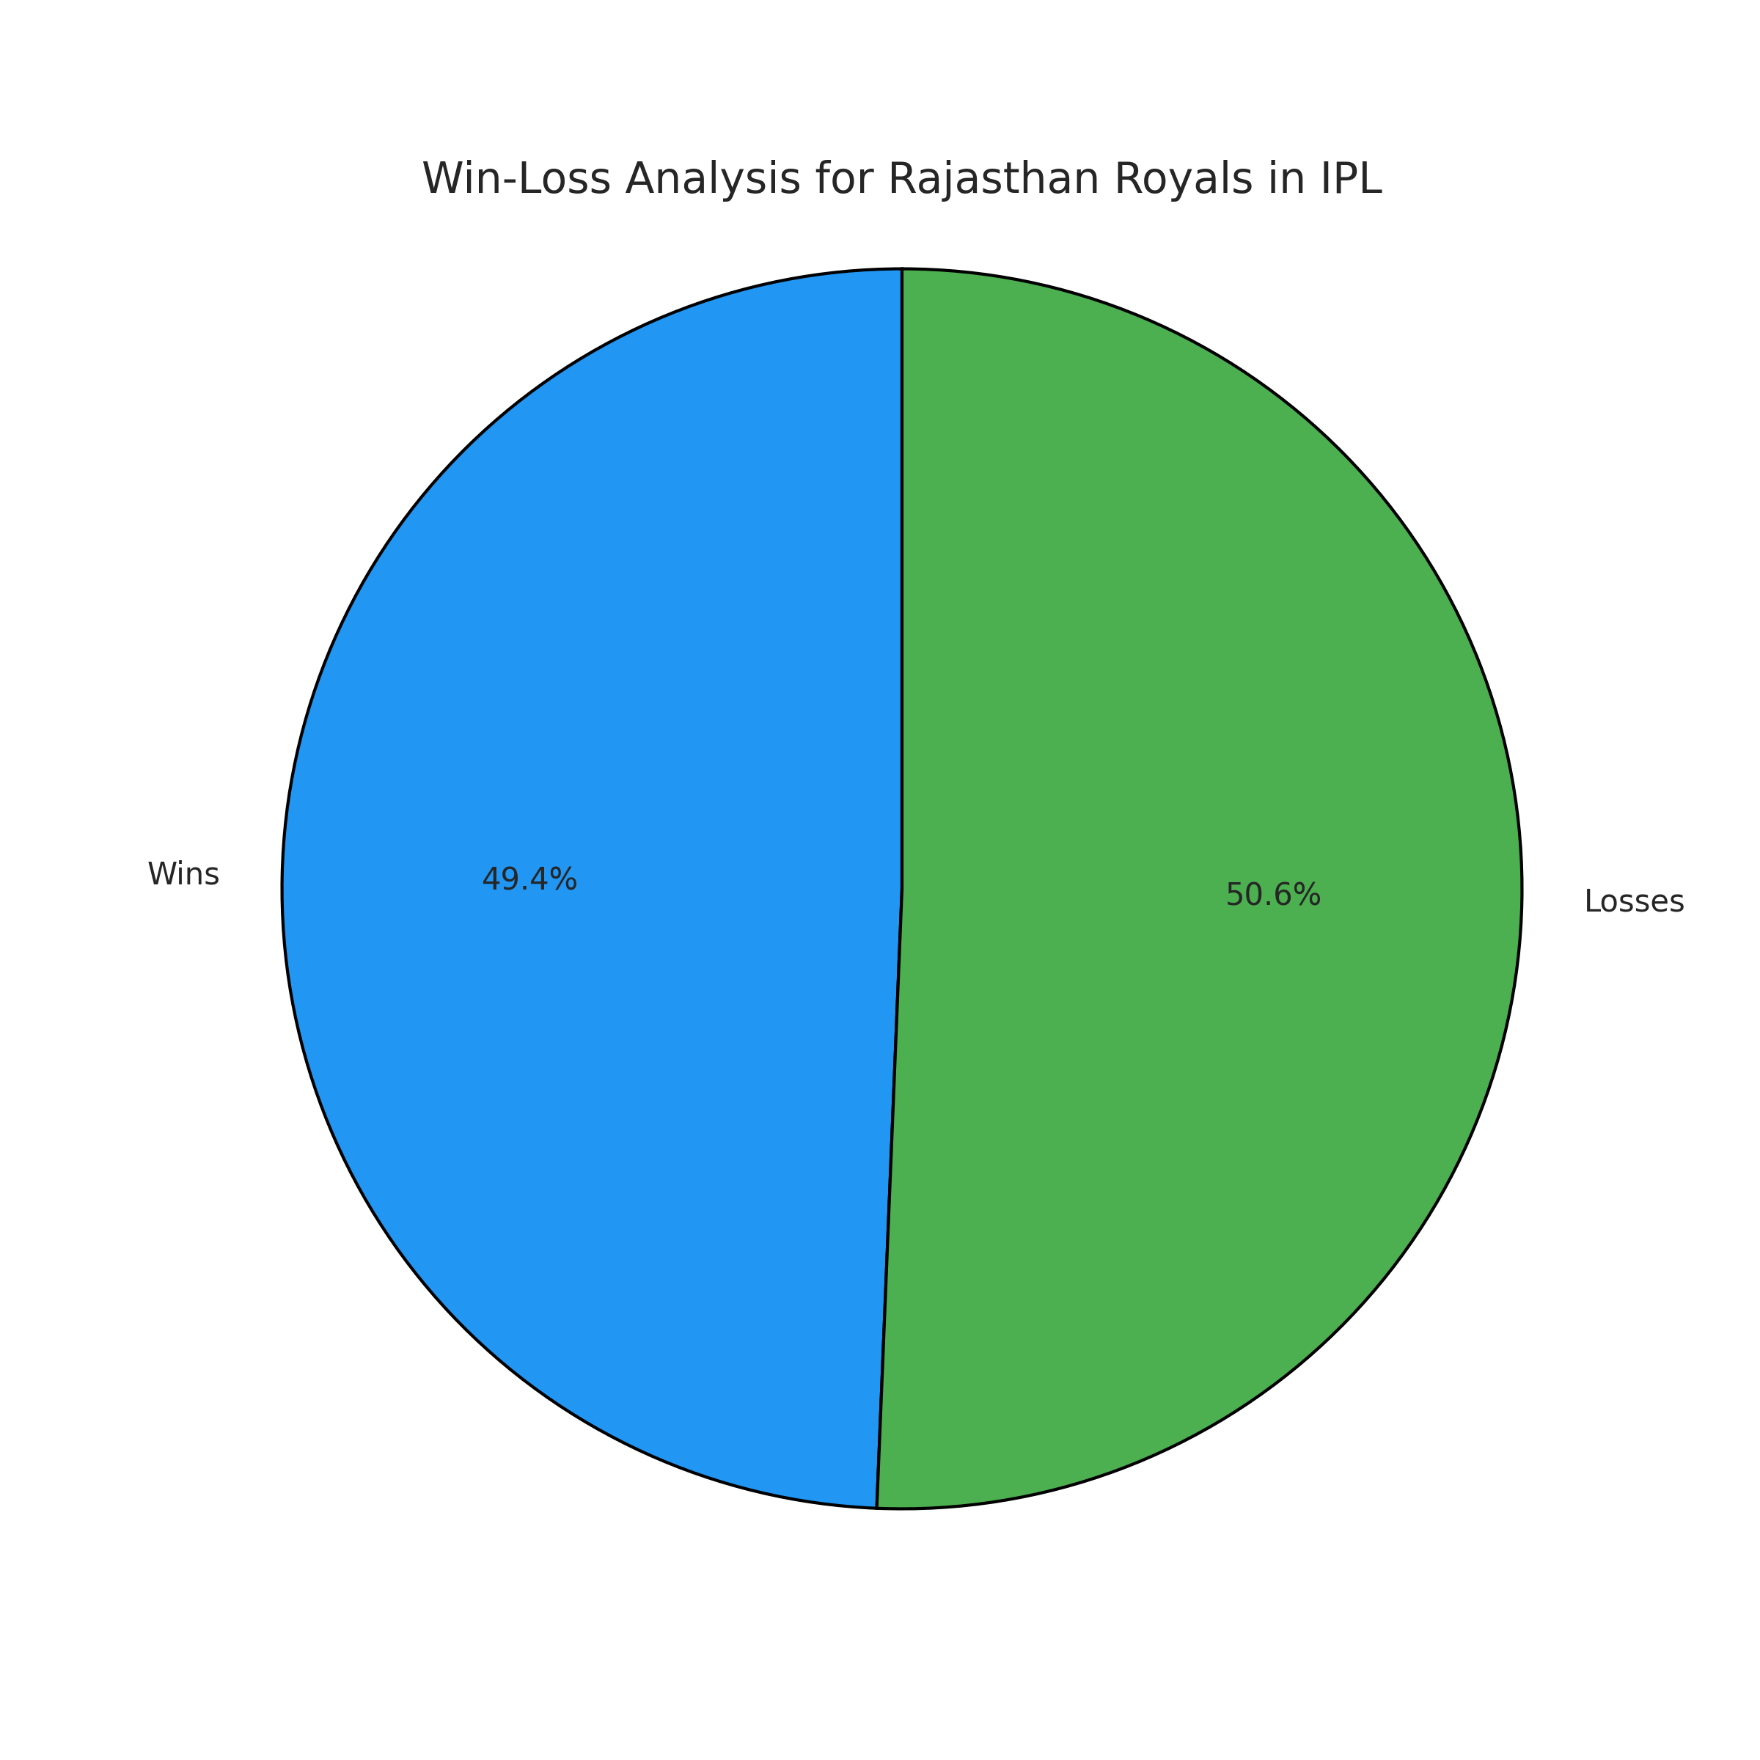 Win-Loss Analysis for Rajasthan Royals in IPL
Wins
49.4%
50.6%
Losses